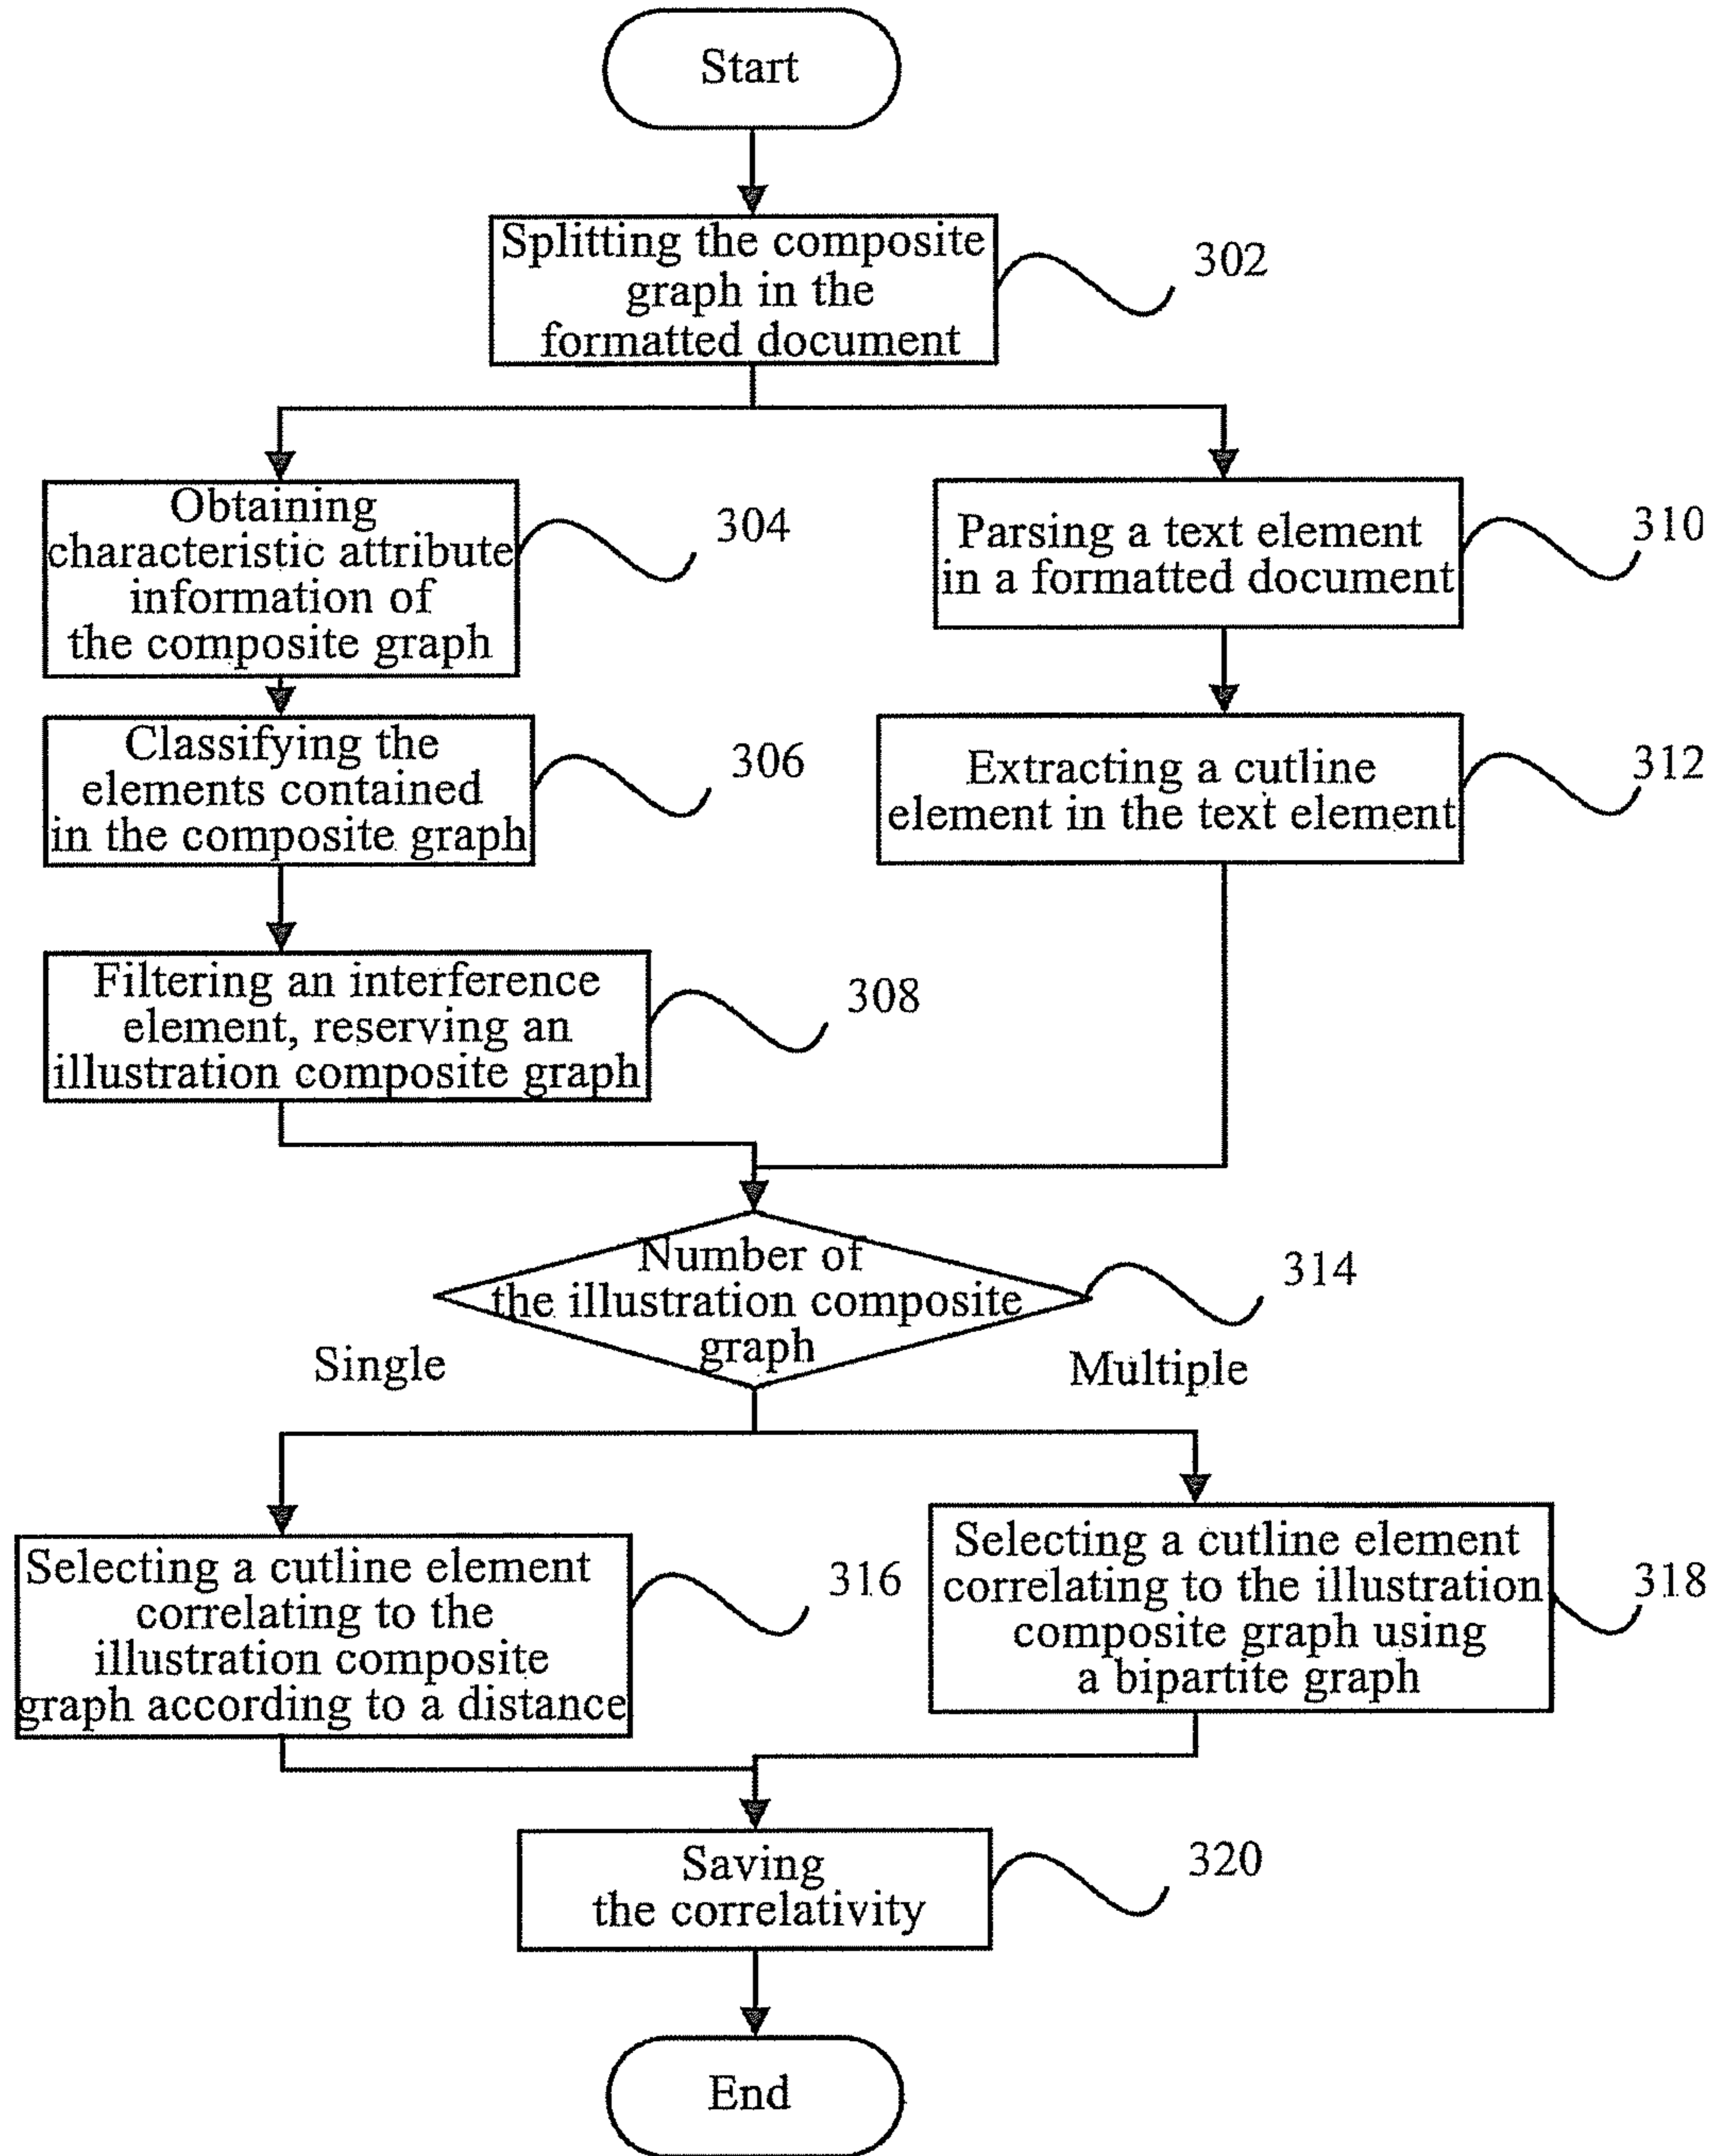 Start
Splitting the composite
graph in the
formatted document
302
Obtaining
characteristic attribute
information of
the composite graph
304
Parsing a text element
in a formatted document
310
Classifying the
elements contained
in the composite graph
306
Extracting a cutline
element in the text element
312
Filtering an interference
element, reserving an
illustration composite graph
308
Number of
the illustration composite
graph
314
Single
Multiple
Selecting a cutline element
correlating to the
illustration composite
graph according to a distance
316
Selecting a cutline element
correlating to the illustration
composite graph using
a bipartite graph
318
Saving
the correlativity
320
End